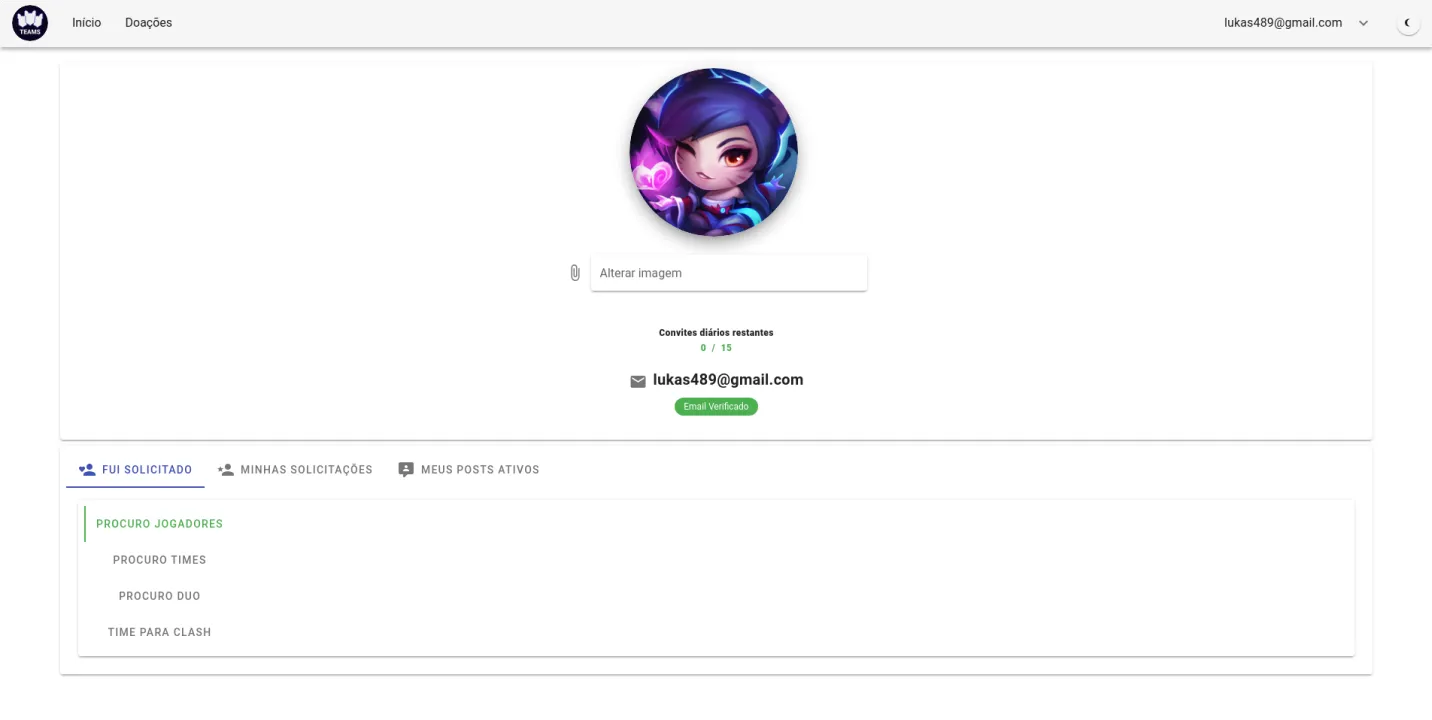 TEAMS
Início
Doações
lukas489@gmail.com
Alterar imagem
Convites diários restantes
0 / 15
lukas489@gmail.com
Email Verificado
FUI SOLICITADO
MINHAS SOLICITAÇÕES
MEUS POSTS ATIVOS
PROCURO JOGADORES
PROCURO TIMES
PROCURO DUO
TIME PARA CLASH